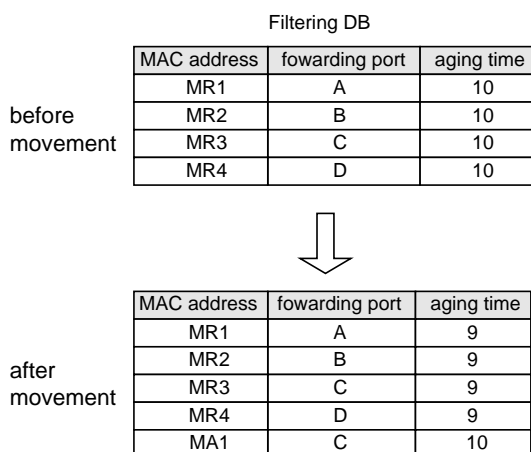 Filtering DB
before movement
MAC address fowarding port aging time
MR1 A 10
MR2 B 10
MR3 C 10
MR4 D 10
after movement
MAC address fowarding port aging time
MR1 A 9
MR2 B 9
MR3 C 9
MR4 D 9
MA1 C 10